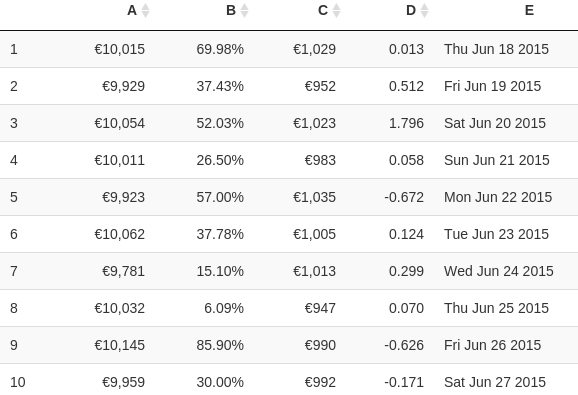 A B C D E
1 €10,015 69.98% €1,029 0.013 Thu Jun 18 2015
2 €9,929 37.43% €952 0.512 Fri Jun 19 2015
3 €10,054 52.03% €1,023 1.796 Sat Jun 20 2015
4 €10,011 26.50% €983 0.058 Sun Jun 21 2015
5 €9,923 57.00% €1,035 -0.672 Mon Jun 22 2015
6 €10,062 37.78% €1,005 0.124 Tue Jun 23 2015
7 €9,781 15.10% €1,013 0.299 Wed Jun 24 2015
8 €10,032 6.09% €947 0.070 Thu Jun 25 2015
9 €10,145 85.90% €990 -0.626 Fri Jun 26 2015
10 €9,959 30.00% €992 -0.171 Sat Jun 27 2015